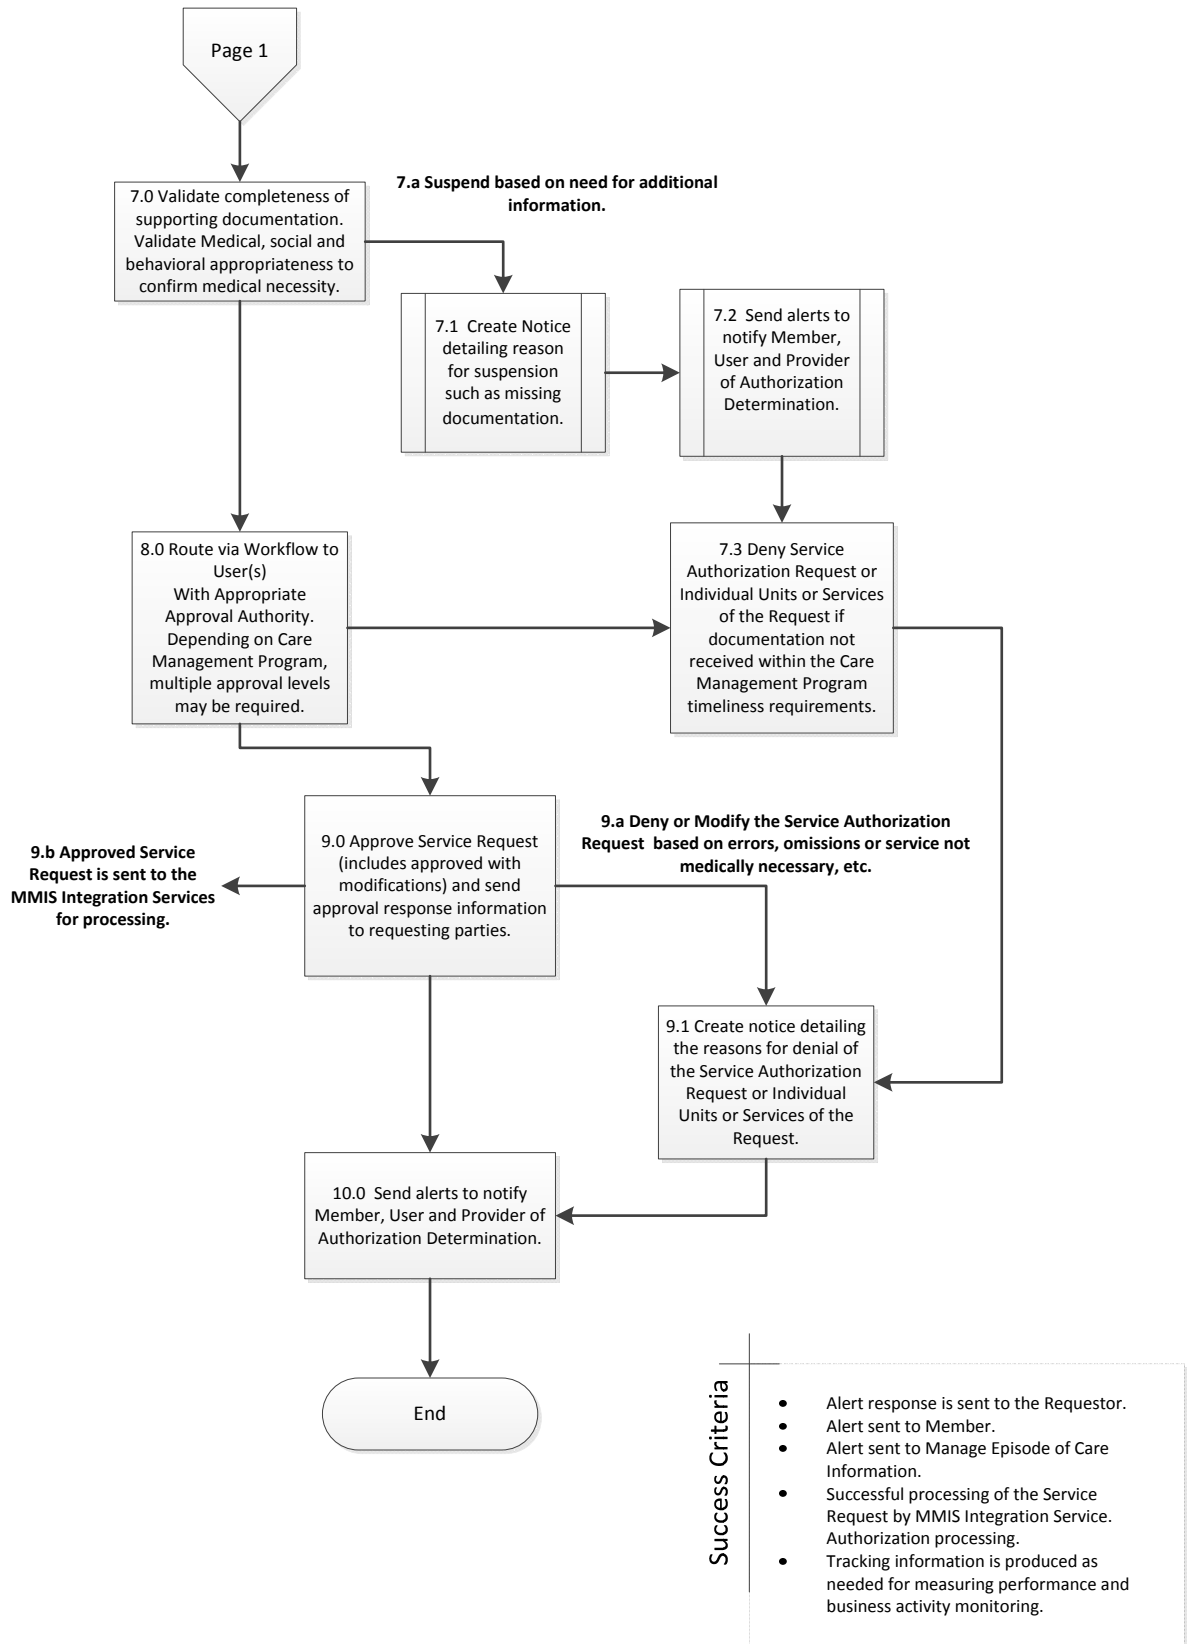 Page 1
7.0 Validate completeness of
supporting documentation.
Validate Medical, social and
behavioral appropriateness to
confirm medical necessity.
7.a Suspend based on need for additional
information.
7.1  Create Notice
detailing reason
for suspension
such as missing
documentation.
7.2  Send alerts to
notify Member,
User and Provider
of Authorization
Determination.
8.0 Route via Workflow to
User(s)
With Appropriate
Approval Authority.
Depending on Care
Management Program,
multiple approval levels
may be required.
7.3 Deny Service
Authorization Request or
Individual Units or Services
of the Request if
documentation not
received within the Care
Management Program
timeliness requirements.
9.b Approved Service
Request is sent to the
MMIS Integration Services
for processing.
9.0 Approve Service Request
(includes approved with
modifications) and send
approval response information
to requesting parties.
9.a Deny or Modify the Service Authorization
Request  based on errors, omissions or service not
medically necessary, etc.
9.1 Create notice detailing
the reasons for denial of
the Service Authorization
Request or Individual
Units or Services of the
Request.
10.0  Send alerts to notify
Member, User and Provider of
Authorization Determination.
End
Success Criteria
• Alert response is sent to the Requestor.
• Alert sent to Member.
• Alert sent to Manage Episode of Care
Information.
• Successful processing of the Service
Request by MMIS Integration Service.
Authorization processing.
• Tracking information is produced as
needed for measuring performance and
business activity monitoring.